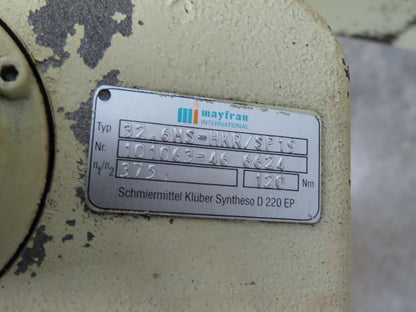 mayfran
INTERNATIONAL
Typ 32.6MS-HKR/SP19
Nr. 101063-46 6624
n1/n2 375 120 Nm
Schmiermittel Klüber Syntheso D 220 EP